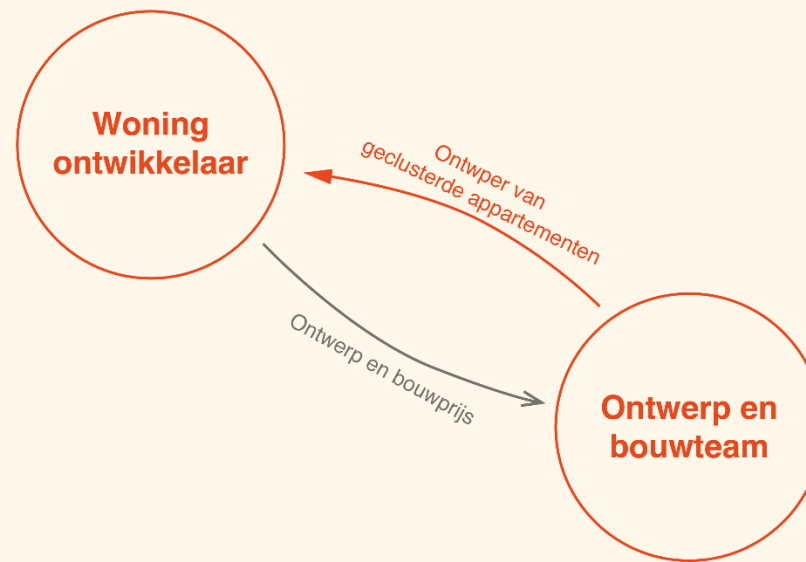 Woning
ontwikkelaar
Ontwper van
geclusterde appartementen
Ontwerp en bouwprijs
Ontwerp en
bouwteam